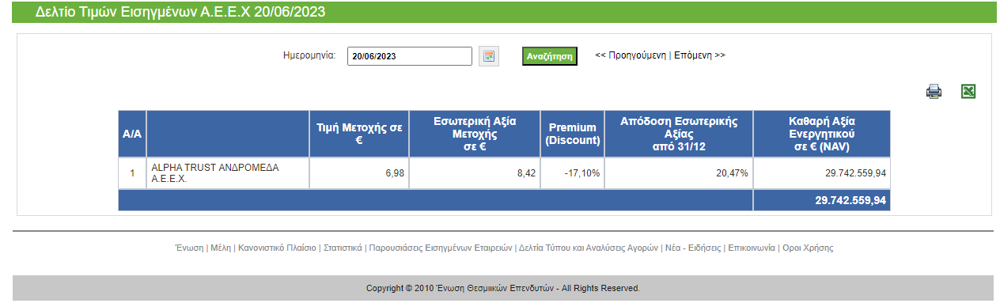 Δελτίο Τιμών Εισηγμένων Α.Ε.Ε.Χ 20/06/2023
Ημερομηνία: 20/06/2023 Αναζήτηση << Προηγούμενη | Επόμενη >>
Α/Α Τιμή Μετοχής σε € Εσωτερική Αξία Μετοχής σε € Premium (Discount) Απόδοση Εσωτερικής Αξίας από 31/12 Καθαρή Αξία Ενεργητικού σε € (NAV)
1 ALPHA TRUST ΑΝΔΡΟΜΕΔΑ Α.Ε.Ε.Χ. 6,98 8,42 -17,10% 20,47% 29.742.559,94
29.742.559,94
Ένωση | Μέλη | Κανονιστικό Πλαίσιο | Στατιστικά | Παρουσιάσεις Εισηγμένων Εταιρειών | Δελτία Τύπου και Αναλύσεις Αγορών | Νέα - Ειδήσεις | Επικοινωνία | Οροι Χρήσης
Copyright © 2010 Ένωση Θεσμικών Επενδυτών - All Rights Reserved.